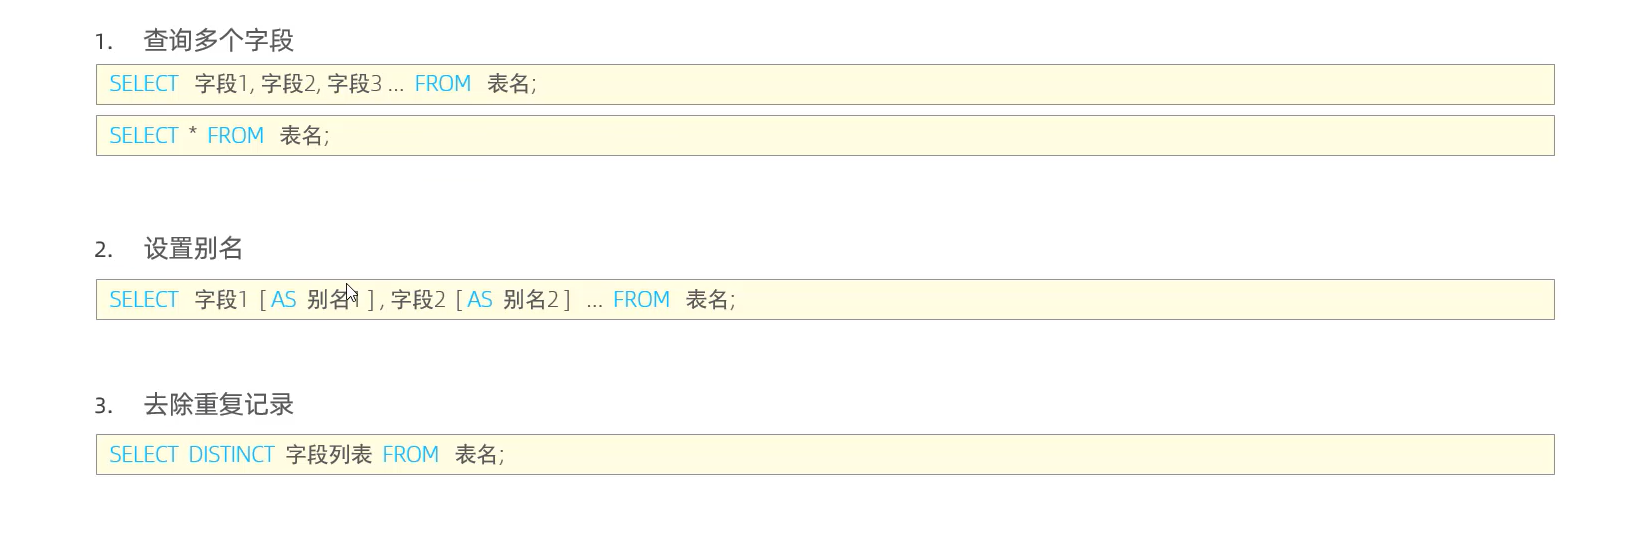 1. 查询多个字段
SELECT 字段1, 字段2, 字段3 ... FROM 表名;
SELECT * FROM 表名;
2. 设置别名
SELECT 字段1 [ AS 别名1 ] , 字段2 [ AS 别名2 ] ... FROM 表名;
3. 去除重复记录
SELECT DISTINCT 字段列表 FROM 表名;